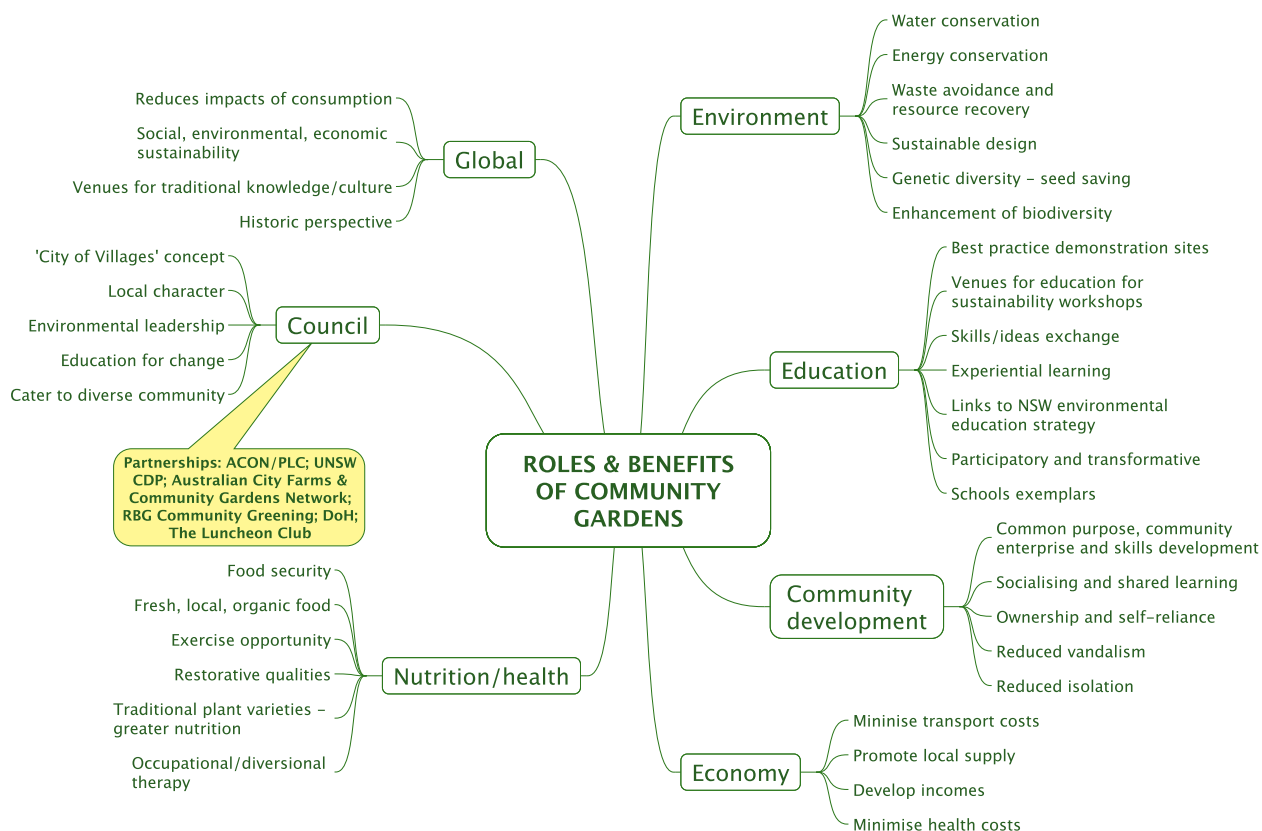 ROLES & BENEFITS
OF COMMUNITY
GARDENS
Environment
Water conservation
Energy conservation
Waste avoidance and
resource recovery
Sustainable design
Genetic diversity – seed saving
Enhancement of biodiversity
Education
Best practice demonstration sites
Venues for education for
sustainability workshops
Skills/ideas exchange
Experiential learning
Links to NSW environmental
education strategy
Participatory and transformative
Schools exemplars
Community
development
Common purpose, community
enterprise and skills development
Socialising and shared learning
Ownership and self-reliance
Reduced vandalism
Reduced isolation
Economy
Mininise transport costs
Promote local supply
Develop incomes
Minimise health costs
Nutrition/health
Food security
Fresh, local, organic food
Exercise opportunity
Restorative qualities
Traditional plant varieties –
greater nutrition
Occupational/diversional
therapy
Council
'City of Villages' concept
Local character
Environmental leadership
Education for change
Cater to diverse community
Partnerships: ACON/PLC; UNSW
CDP; Australian City Farms &
Community Gardens Network;
RBG Community Greening; DoH;
The Luncheon Club
Global
Reduces impacts of consumption
Social, environmental, economic
sustainability
Venues for traditional knowledge/culture
Historic perspective